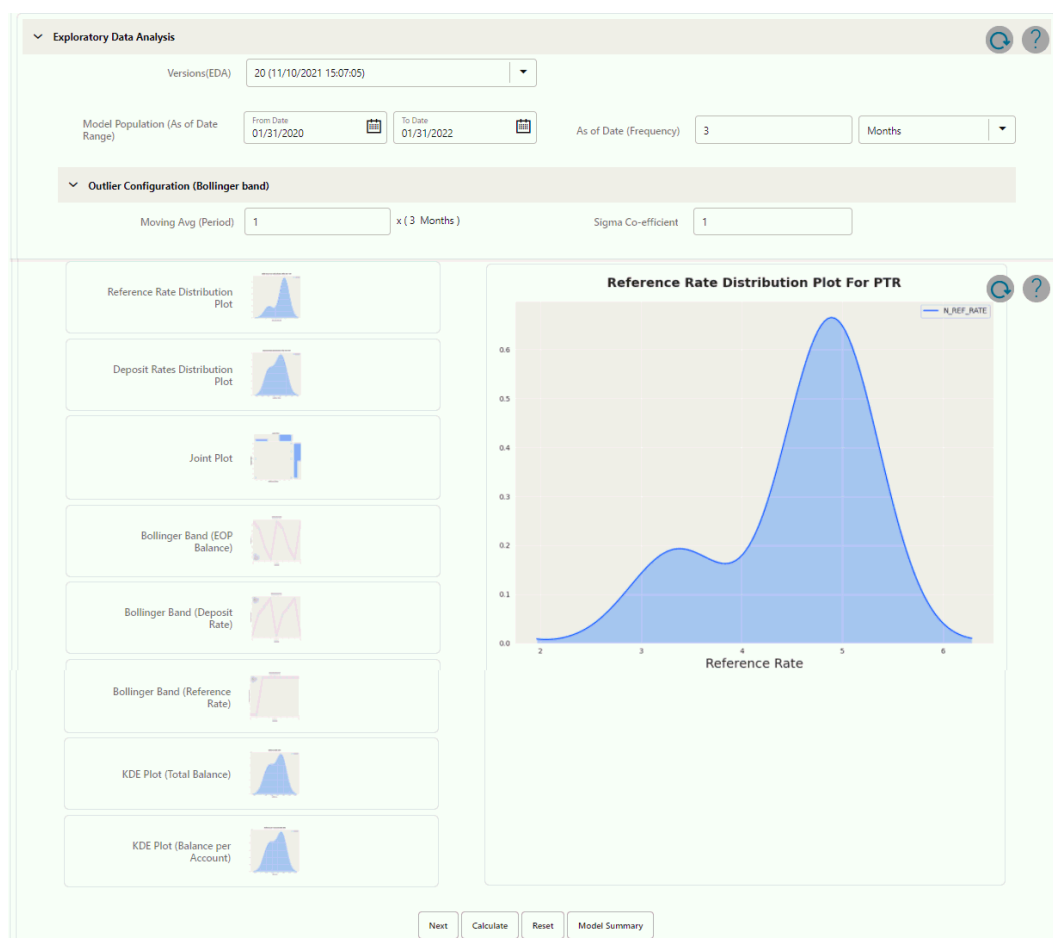 Exploratory Data Analysis
?
Versions(EDA)
20 (11/10/2021 15:07:05)
Model Population (As of Date
Range)
From Date
01/31/2020
To Date
01/31/2022
As of Date (Frequency)
3
Months
Outlier Configuration (Bollinger band)
Moving Avg (Period)
1
x ( 3 Months )
Sigma Co-efficient
1
Reference Rate Distribution
Plot
Deposit Rates Distribution
Plot
Joint Plot
Bollinger Band (EOP
Balance)
Bollinger Band (Deposit
Rate)
Bollinger Band (Reference
Rate)
KDE Plot (Total Balance)
KDE Plot (Balance per
Account)
Reference Rate Distribution Plot For PTR
?
N_REF_RATE
0.6
0.5
0.4
0.3
0.2
0.1
0.0
2 3 4 5 6
Reference Rate
Next Calculate Reset Model Summary